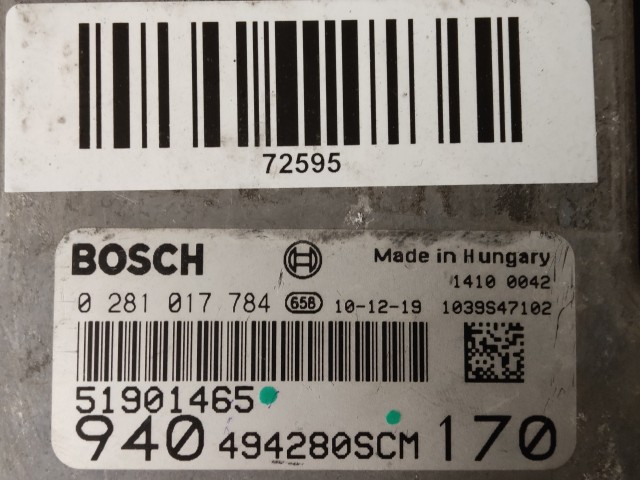 72595
BOSCH Made in Hungary
1410 0042
0 281 017 784 658 10-12-19 1039S47102
51901465
940 494280SCM 170